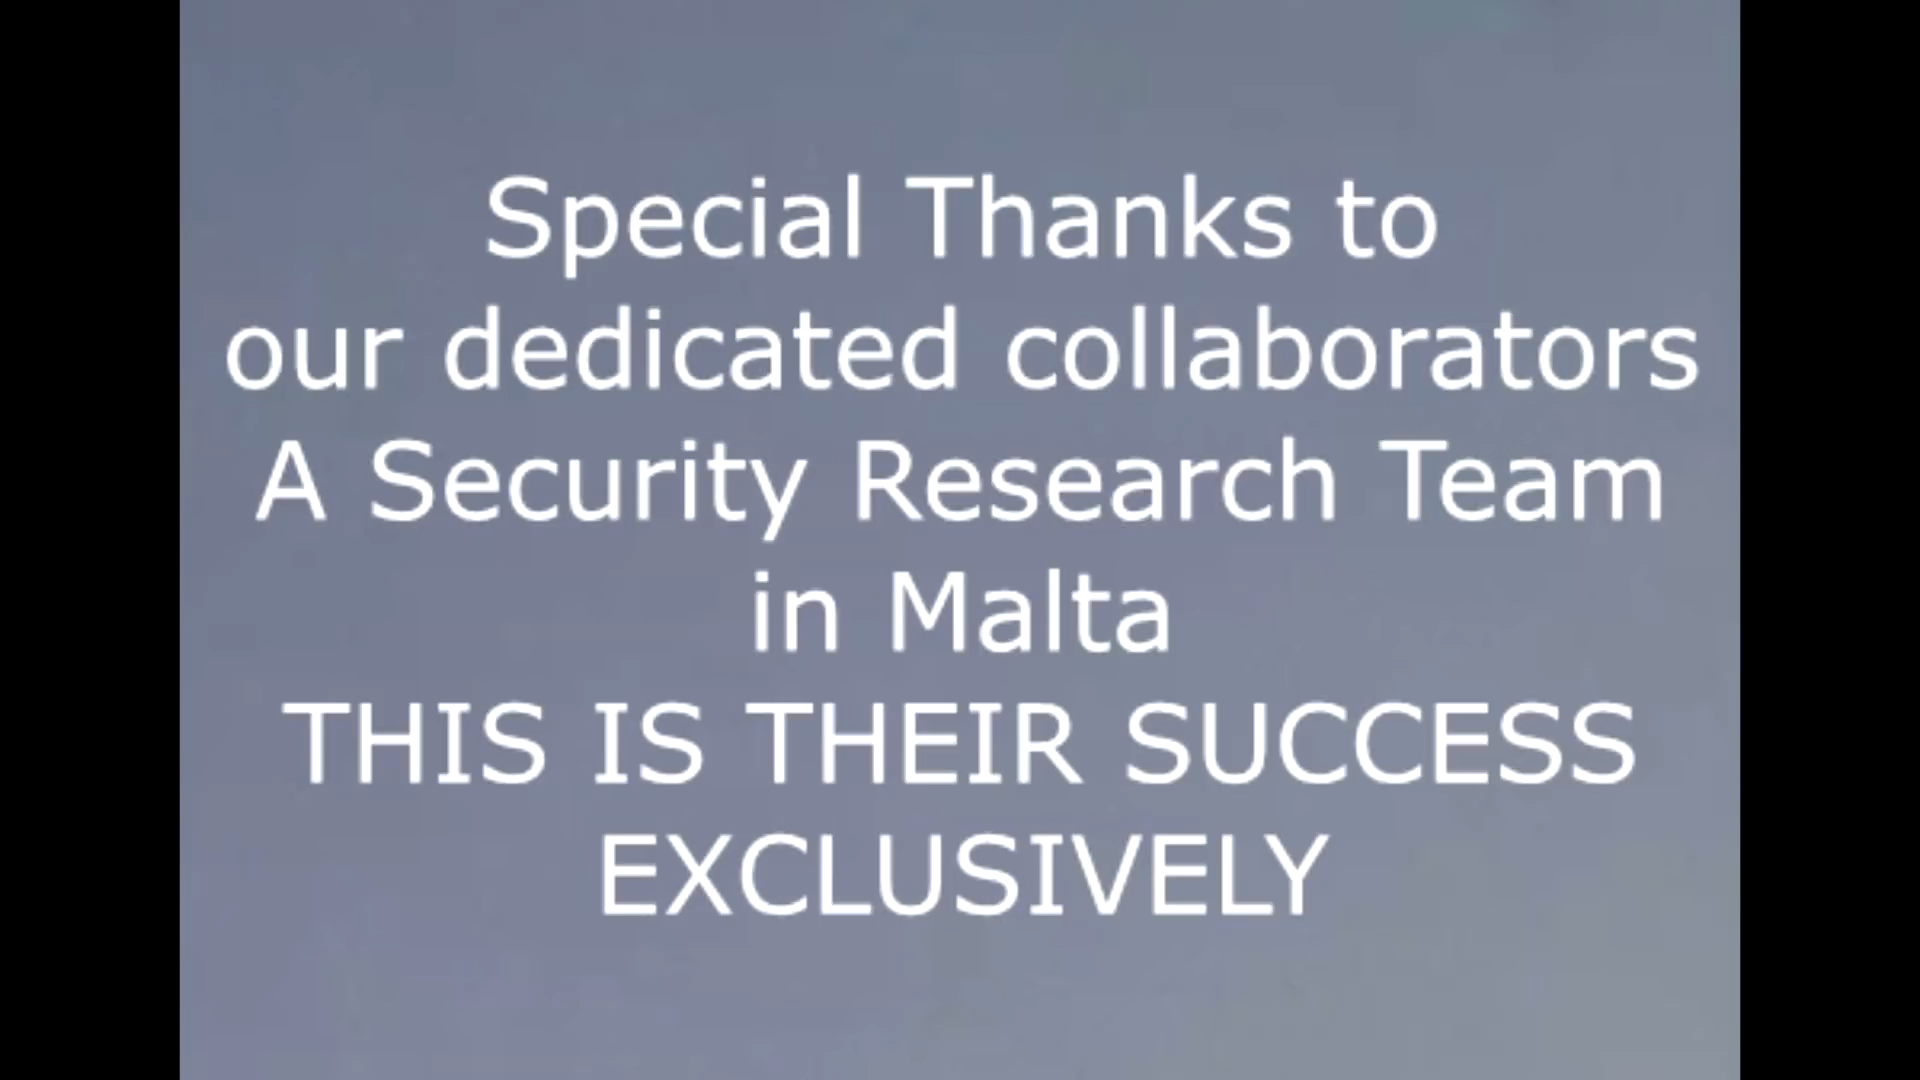 Special Thanks to
our dedicated collaborators
A Security Research Team
in Malta
THIS IS THEIR SUCCESS
EXCLUSIVELY